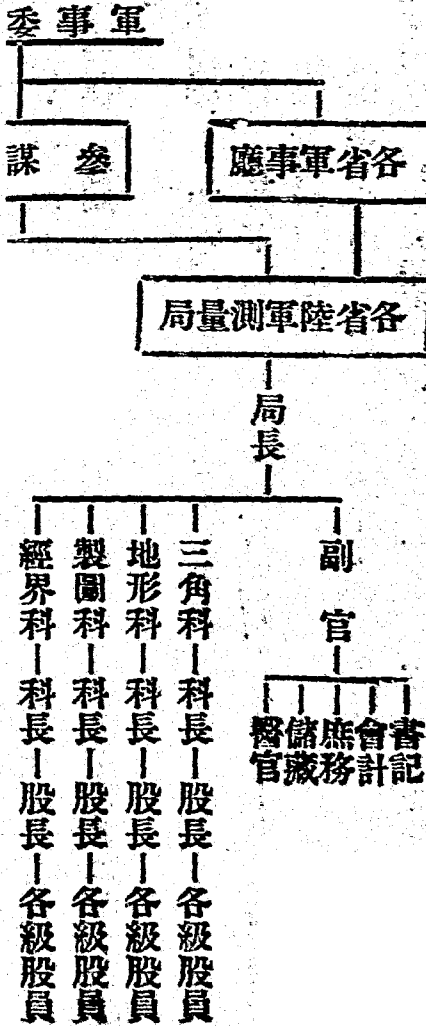 軍事委
各省軍事廳
參謀
各省陸軍測量局
局長
副官
書記
會計
庶務
儲藏
醫官
三角科 科長 股長 各級股員
地形科 科長 股長 各級股員
製圖科 科長 股長 各級股員
經界科 科長 股長 各級股員